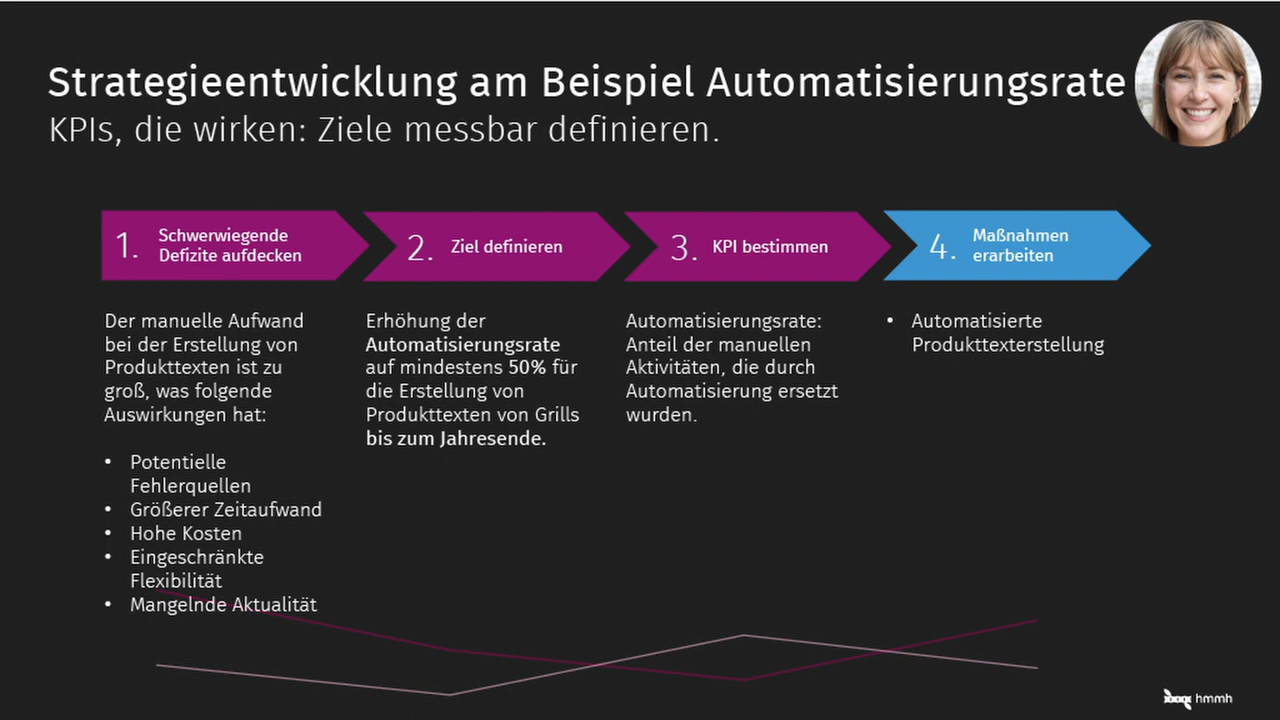 Strategieentwicklung am Beispiel Automatisierungsrate
KPIs, die wirken: Ziele messbar definieren.
1. Schwerwiegende
Defizite aufdecken
2. Ziel definieren
3. KPI bestimmen
4. Maßnahmen
erarbeiten
Der manuelle Aufwand
bei der Erstellung von
Produkttexten ist zu
groß, was folgende
Auswirkungen hat:
• Potentielle
Fehlerquellen
• Größerer Zeitaufwand
• Hohe Kosten
• Eingeschränkte
Flexibilität
• Mangelnde Aktualität
Erhöhung der
Automatisierungsrate
auf mindestens 50% für
die Erstellung von
Produkttexten von Grills
bis zum Jahresende.
Automatisierungsrate:
Anteil der manuellen
Aktivitäten, die durch
Automatisierung ersetzt
wurden.
• Automatisierte
Produkttexterstellung
hmmh